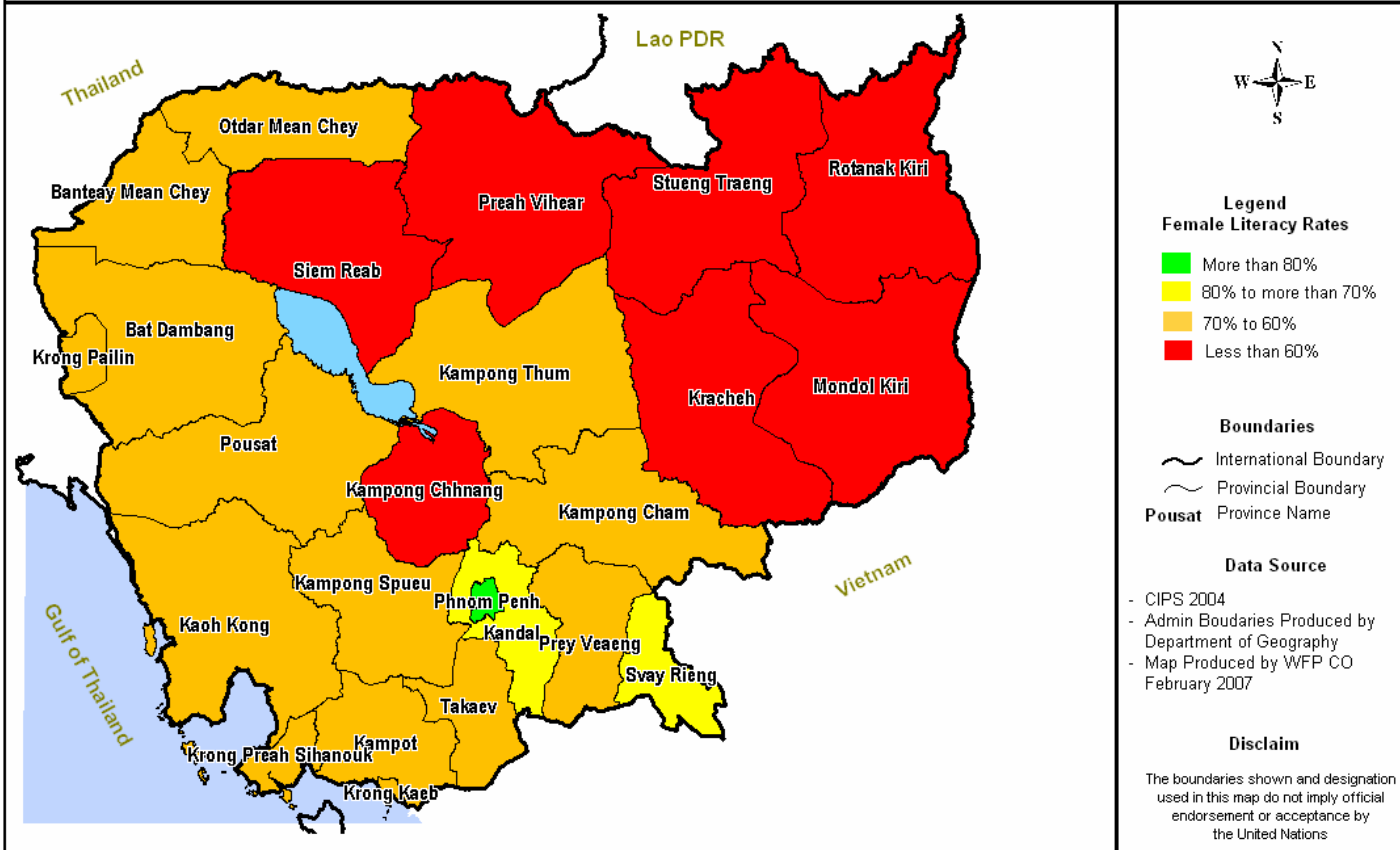 Lao PDR
Thailand
Otdar Mean Chey
Banteay Mean Chey
Rotanak Kiri
Stueng Traeng
Preah Vihear
Siem Reab
Bat Dambang
Krong Pailin
Kampong Thum
Kracheh
Mondol Kiri
Pousat
Kampong Chhnang
Kampong Cham
Kampong Spueu
Phnom Penh
Vietnam
Kaoh Kong
Kandal
Prey Veaeng
Svay Rieng
Gulf of Thailand
Takaev
Kampot
Krong Preah Sihanouk
Krong Kaeb
N
W E
S
Legend
Female Literacy Rates
More than 80%
80% to more than 70%
70% to 60%
Less than 60%
Boundaries
International Boundary
Provincial Boundary
Pousat Province Name
Data Source
- CIPS 2004
- Admin Boudaries Produced by
Department of Geography
- Map Produced by WFP CO
February 2007
Disclaim
The boundaries shown and designation
used in this map do not imply official
endorsement or acceptance by
the United Nations